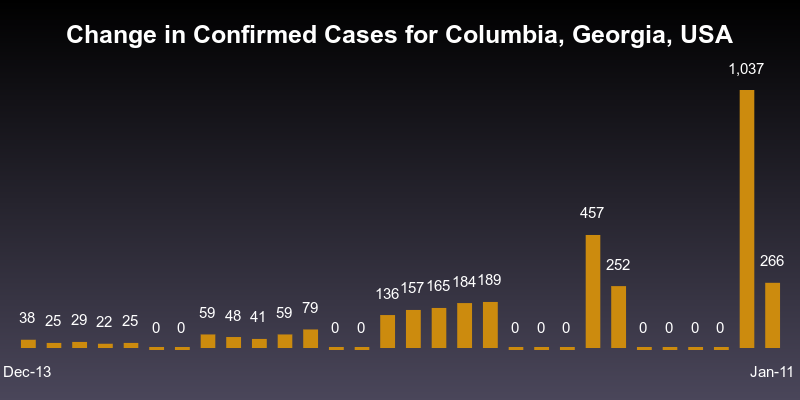 Change in Confirmed Cases for Columbia, Georgia, USA
1,037
457
252
266
136 157 165 184 189
38 25 29 22 25 0 0 59 48 41 59 79 0 0 0 0 0 0 0 0 0
Dec-13 Jan-11